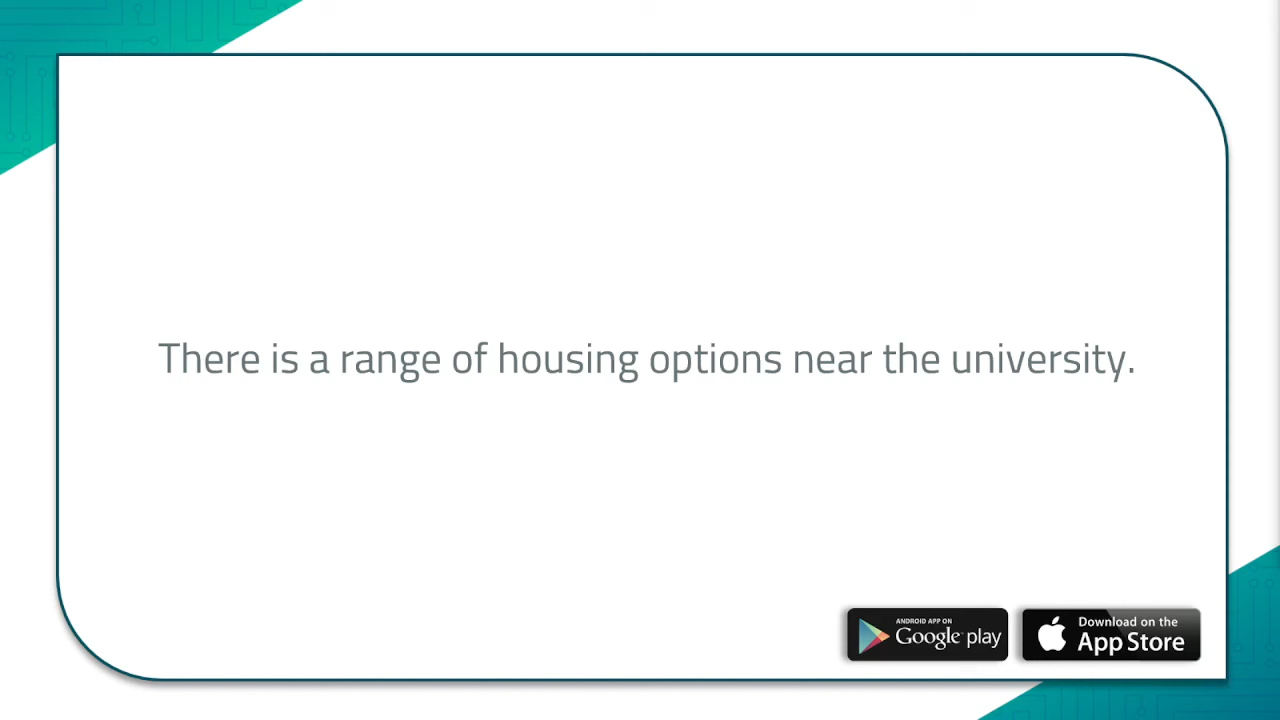 There is a range of housing options near the university.
ANDROID APP ON
Google play
Download on the
App Store